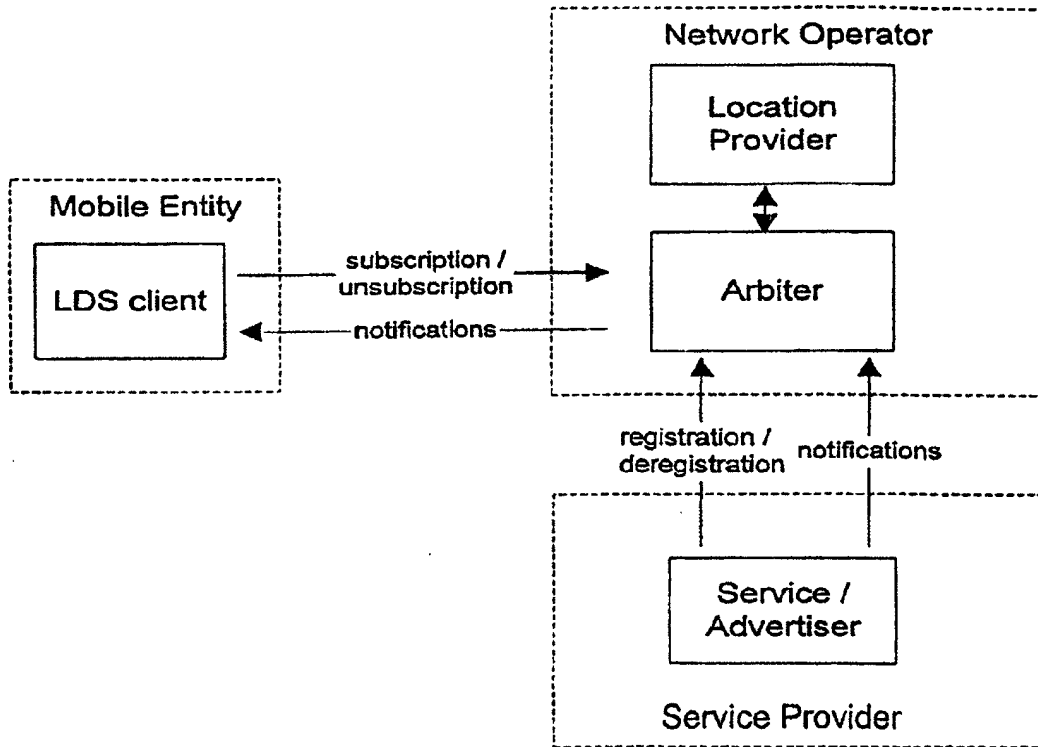 Network Operator
Location
Provider
Mobile Entity
LDS client
subscription /
unsubscription
notifications
Arbiter
registration /
deregistration
notifications
Service /
Advertiser
Service Provider